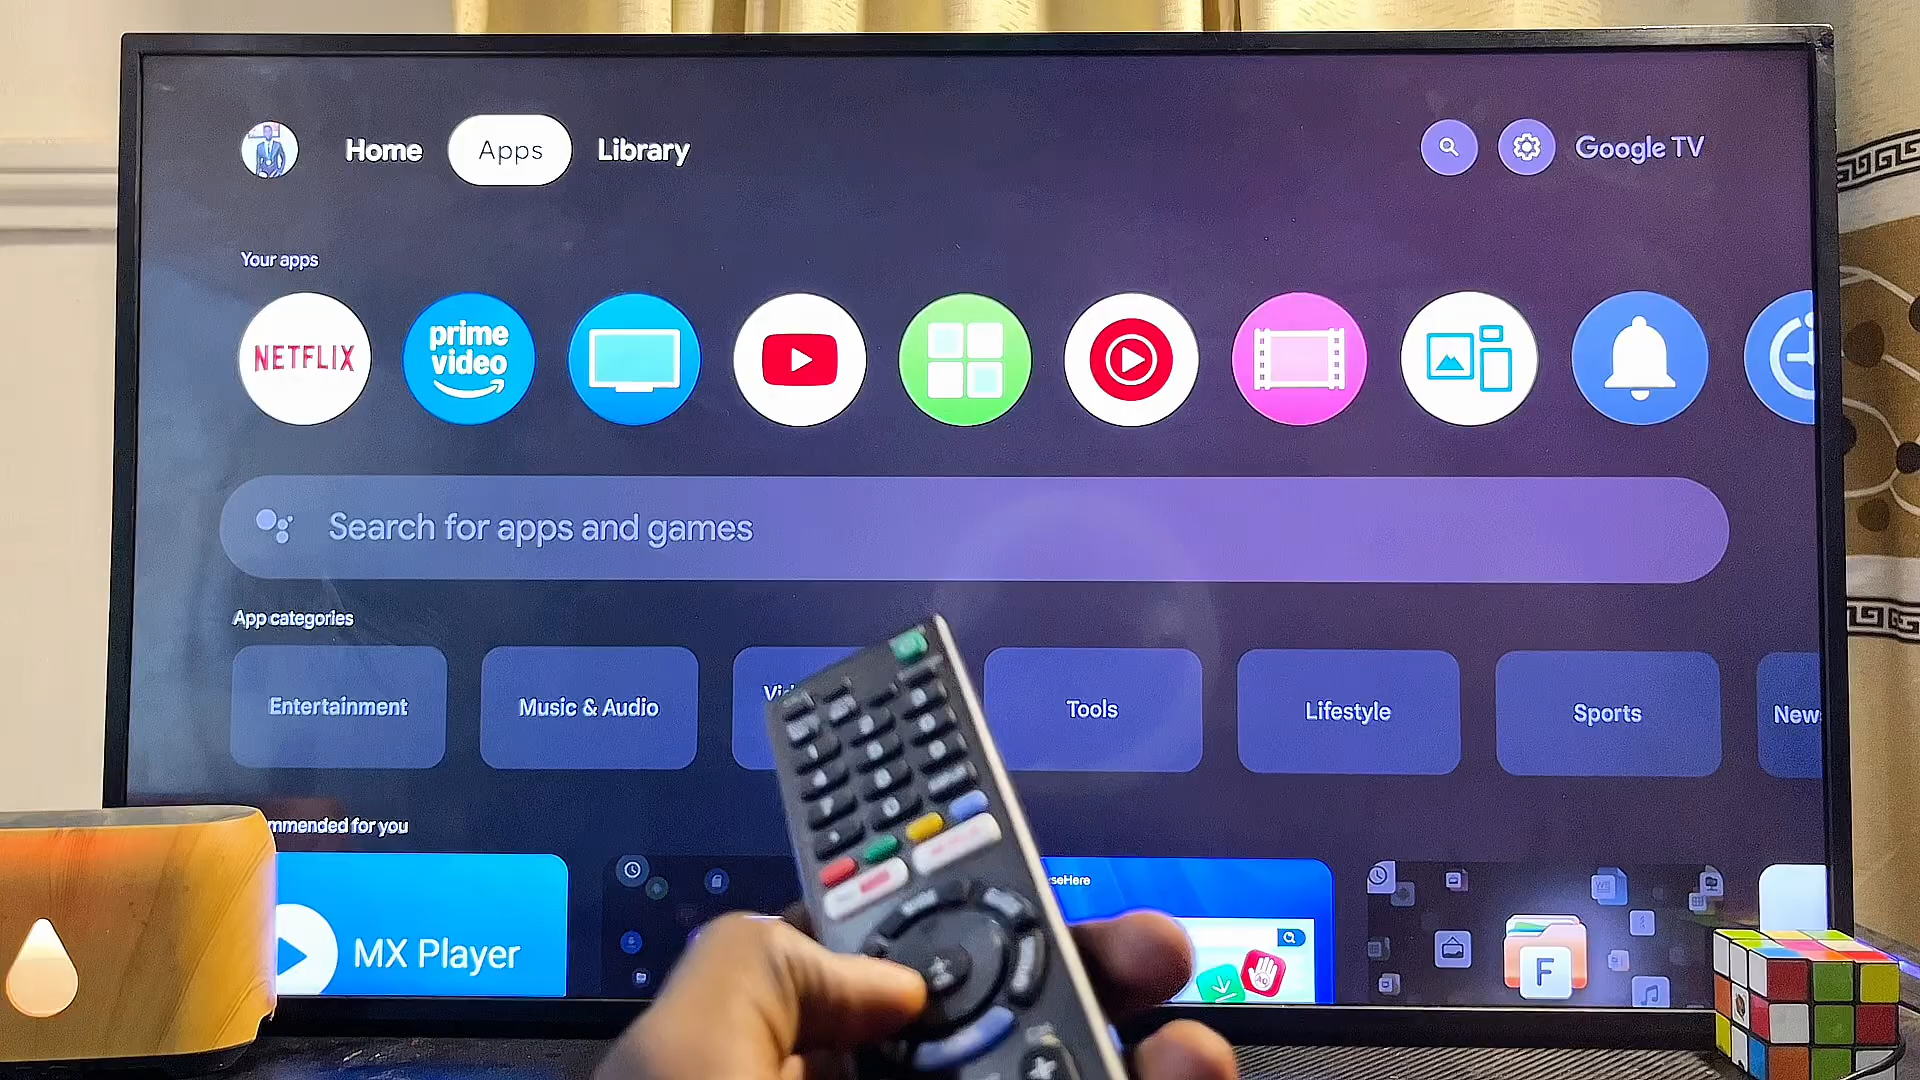 Home Apps Library Google TV
Your apps
NETFLIX
prime
video
Search for apps and games
App categories
Entertainment Music & Audio Tools Lifestyle Sports
mmended for you
MX Player
seHere
F